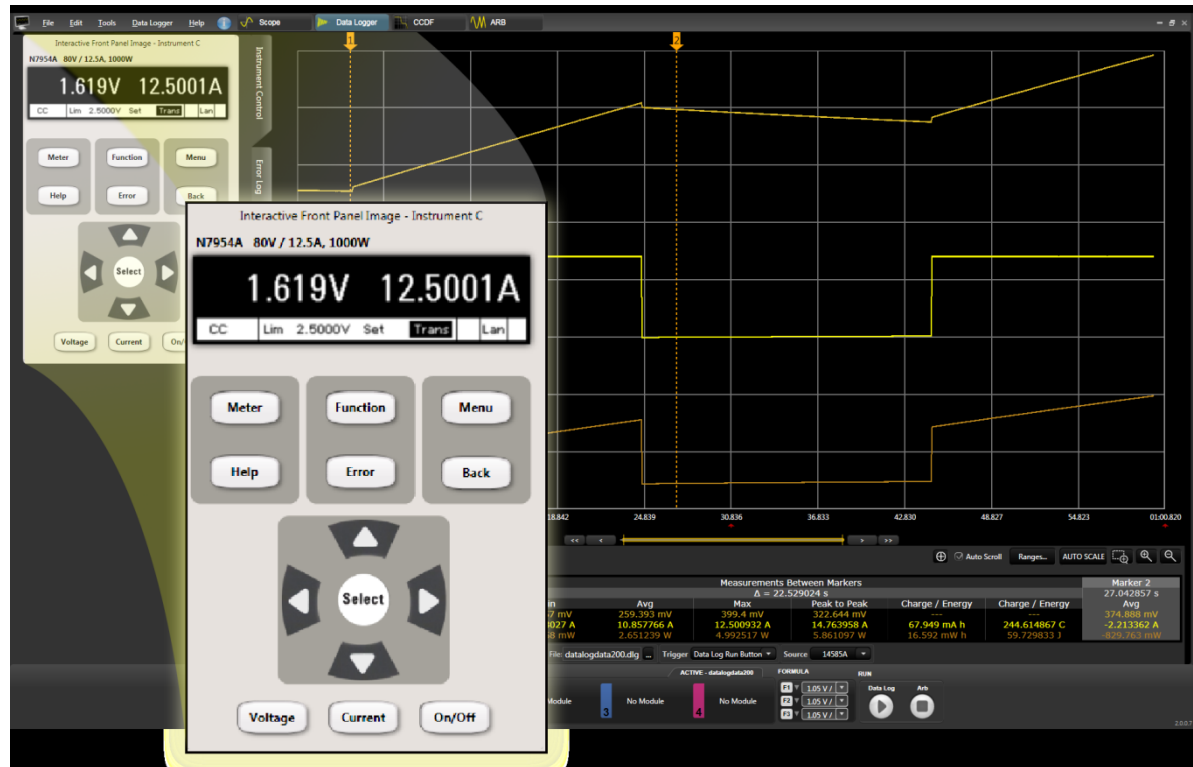 File Edit Tools Data Logger Help Scope Data Logger CCDF ARB
Interactive Front Panel Image - Instrument C
N7954A 80V / 12.5A, 1000W
1.619V 12.5001A
CC Lim 2.5000V Set Trans Lan
Meter Function Menu
Help Error Back
Select
Voltage Current On/
Instrument Control
Error Log
1
2
Interactive Front Panel Image - Instrument C
N7954A 80V / 12.5A, 1000W
1.619V 12.5001A
CC Lim 2.5000V Set Trans Lan
Meter Function Menu
Help Error Back
Select
Voltage Current On/Off
18.842 24.839 30.836 36.833 42.830 48.827 54.823 01:00.820
<< < > >>
Auto Scroll Ranges... AUTO SCALE
Measurements Between Markers Marker 2
Δ = 22.529024 s 27.042857 s
Avg Max Peak to Peak Charge / Energy Charge / Energy Avg
259.393 mV 399.4 mV 322.644 mV --- --- 374.888 mV
10.857766 A 12.500932 A 14.763958 A 67.949 mA h 244.614867 C -2.213362 A
2.651239 W 4.992517 W 5.861097 W 16.592 mW h 59.729833 J -829.763 mW
File: datalogdata200.dlg ... Trigger Data Log Run Button Source 14585A
ACTIVE - datalogdata200 FORMULA RUN
Module 3 No Module 4 No Module
F1 1.05 V /
F2 1.05 V /
F3 1.05 V /
Data Log Arb
2.0.0.7